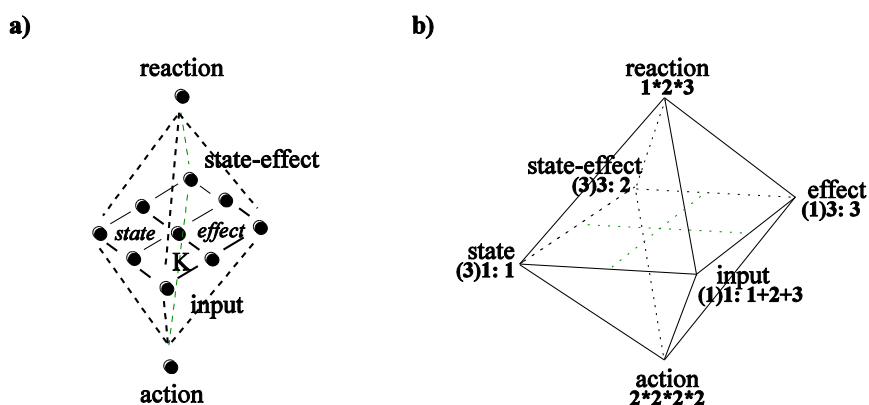 a)
reaction
state-effect
state
effect
K
input
action
b)
reaction
1*2*3
state-effect
(3)3: 2
effect
(1)3: 3
state
(3)1: 1
input
(1)1: 1+2+3
action
2*2*2*2